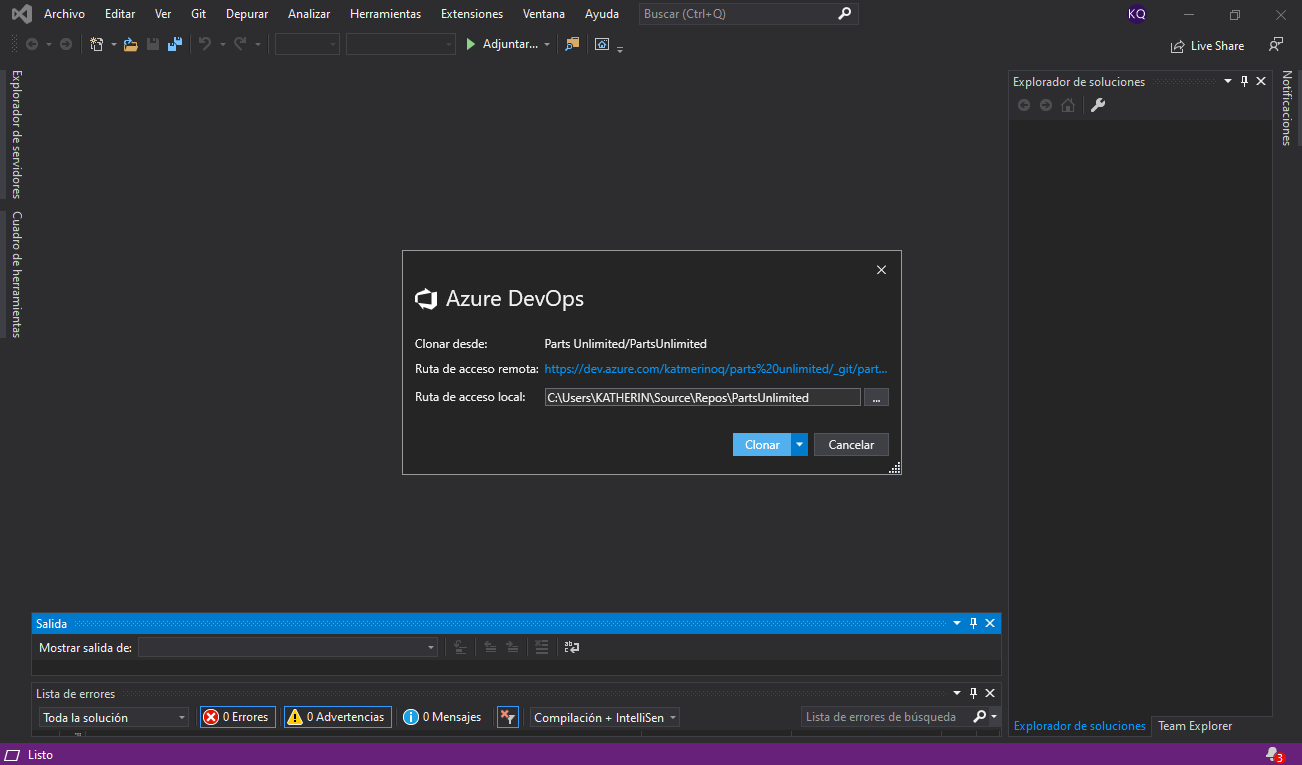 Archivo Editar Ver Git Depurar Analizar Herramientas Extensiones Ventana Ayuda Buscar (Ctrl+Q) KQ
Adjuntar... Live Share
Explorador de servidores
Cuadro de herramientas
Explorador de soluciones
Notificaciones
Azure DevOps
Clonar desde: Parts Unlimited/PartsUnlimited
Ruta de acceso remota: https://dev.azure.com/katmerinoq/parts%20unlimited/_git/part...
Ruta de acceso local: C:\Users\KATHERIN\Source\Repos\PartsUnlimited ...
Clonar Cancelar
Salida
Mostrar salida de:
Lista de errores
Toda la solución 0 Errores 0 Advertencias 0 Mensajes Compilación + IntelliSen Lista de errores de búsqueda
Explorador de soluciones Team Explorer
Listo 3